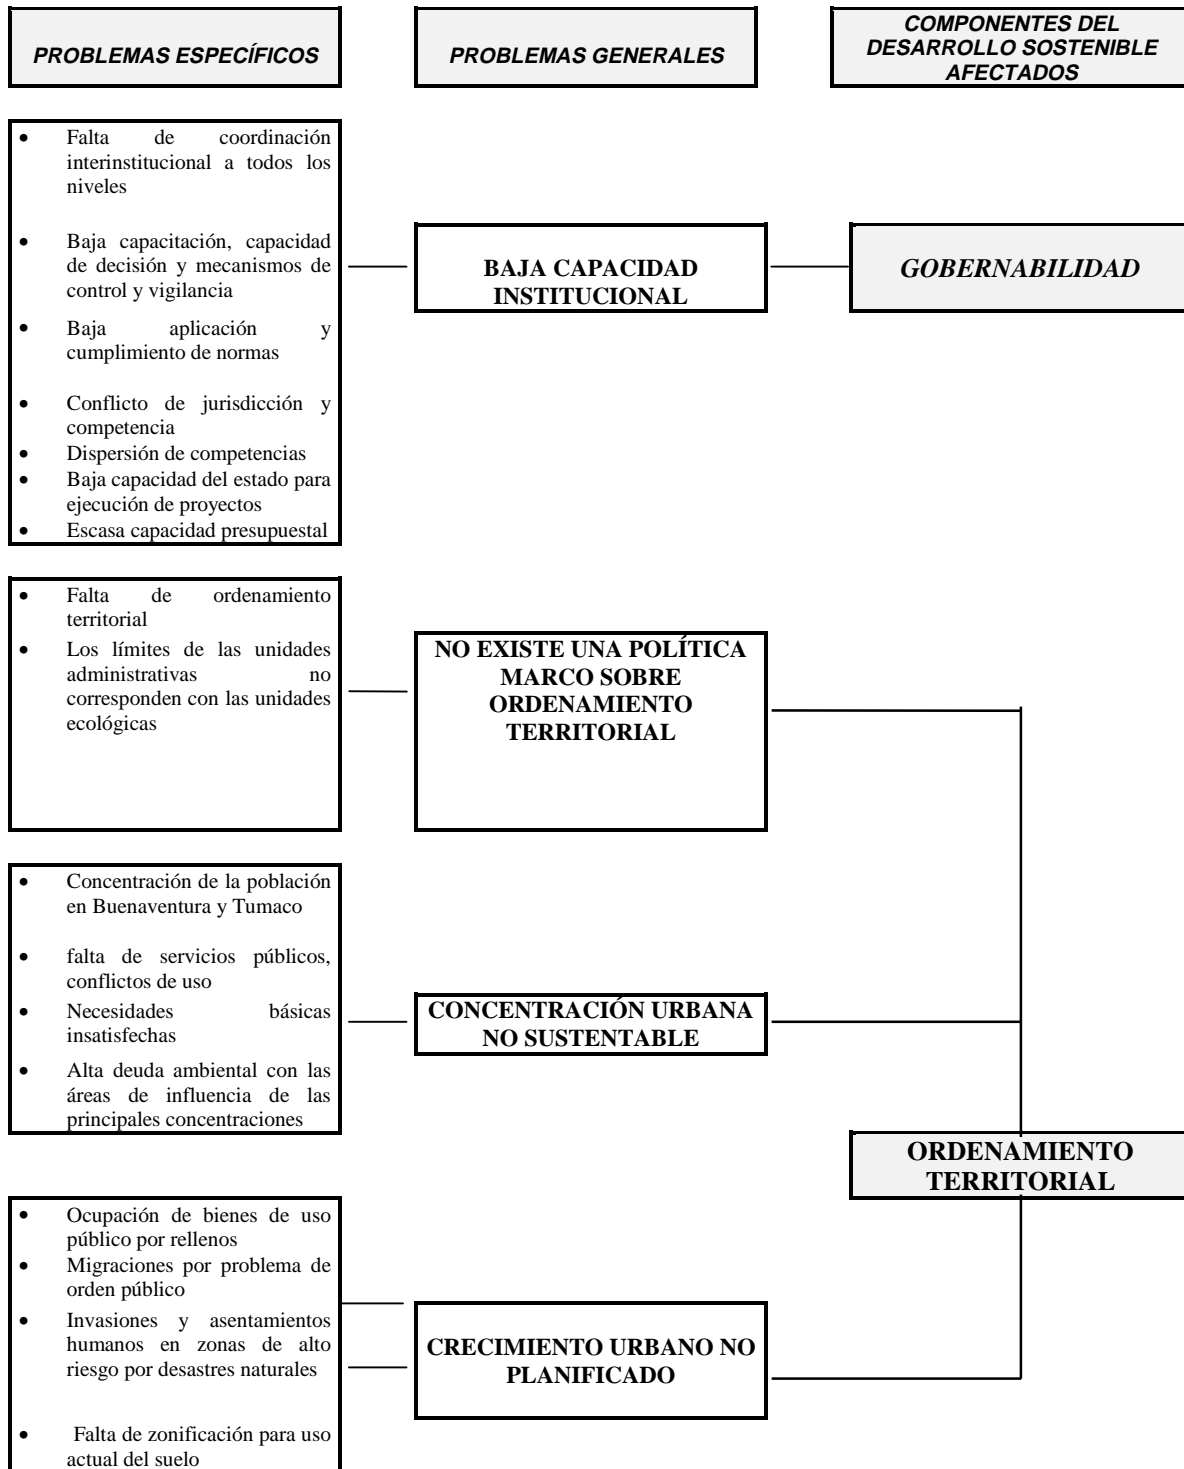 PROBLEMAS ESPECÍFICOS
PROBLEMAS GENERALES
COMPONENTES DEL
DESARROLLO SOSTENIBLE
AFECTADOS
• Falta de coordinación
interinstitucional a todos los
niveles
• Baja capacitación, capacidad
de decisión y mecanismos de
control y vigilancia
• Baja aplicación y
cumplimiento de normas
• Conflicto de jurisdicción y
competencia
• Dispersión de competencias
• Baja capacidad del estado para
ejecución de proyectos
• Escasa capacidad presupuestal
BAJA CAPACIDAD
INSTITUCIONAL
GOBERNABILIDAD
• Falta de ordenamiento
territorial
• Los límites de las unidades
administrativas no
corresponden con las unidades
ecológicas
NO EXISTE UNA POLÍTICA
MARCO SOBRE
ORDENAMIENTO
TERRITORIAL
• Concentración de la población
en Buenaventura y Tumaco
• falta de servicios públicos,
conflictos de uso
• Necesidades básicas
insatisfechas
• Alta deuda ambiental con las
áreas de influencia de las
principales concentraciones
CONCENTRACIÓN URBANA
NO SUSTENTABLE
ORDENAMIENTO
TERRITORIAL
• Ocupación de bienes de uso
público por rellenos
• Migraciones por problema de
orden público
• Invasiones y asentamientos
humanos en zonas de alto
riesgo por desastres naturales
• Falta de zonificación para uso
actual del suelo
CRECIMIENTO URBANO NO
PLANIFICADO